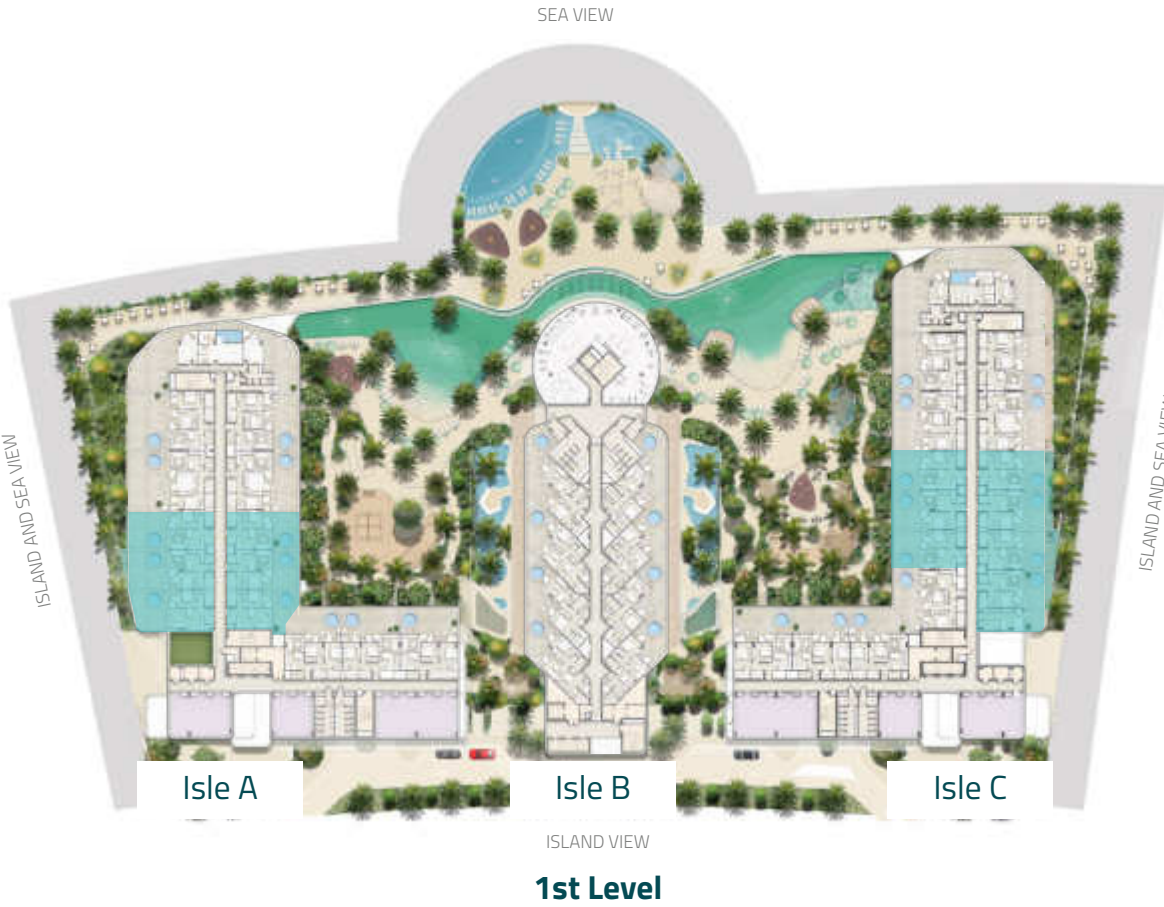 SEA VIEW
ISLAND AND SEA VIEW
ISLAND AND SEA VIEW
Isle A
Isle B
Isle C
ISLAND VIEW
1st Level